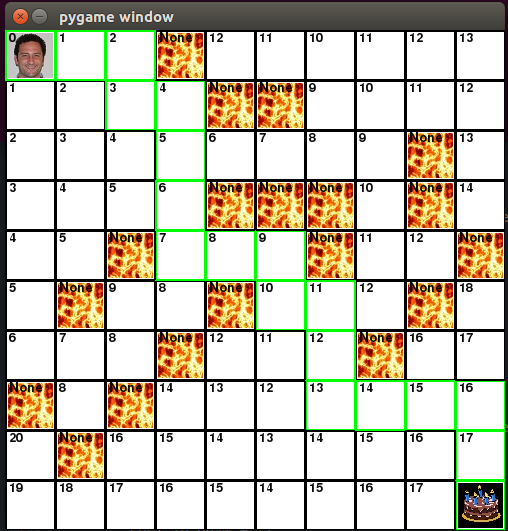 pygame window
0 1 2 None 12 11 10 11 12 13
1 2 3 4 None None 9 10 11 12
2 3 4 5 6 7 8 9 None 13
3 4 5 6 None None None 10 None 14
4 5 None 7 8 9 None 11 12 None
5 None 9 8 None 10 11 12 None 18
6 7 8 None 12 11 12 None 16 17
None 8 None 14 13 12 13 14 15 16
20 None 16 15 14 13 14 15 16 17
19 18 17 16 15 14 15 16 17